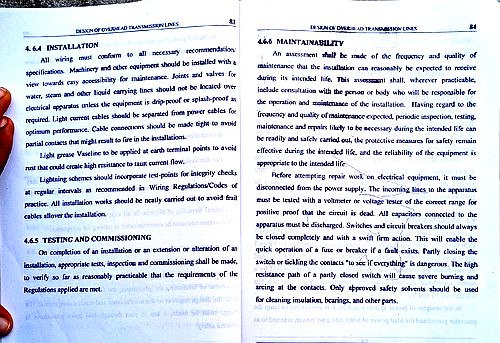 DESIGN OF OVERHEAD TRANSMISSION LINES 83
4.6.4 INSTALLATION
All wiring must conform to all necessary recommendation/
specifications. Machinery and other equipment should be installed with a
view towards easy accessibility for maintenance. Joints and valves for
water, steam and other liquid carrying lines should not be located over
electrical apparatus unless the equipment is drip-proof or splash-proof as
required. Light current cables should be separated from power cables for
optimum performance. Cable connections should be made tight to avoid
partial contacts that might result to fire in the installations.
Light grease Vaseline to be applied at earth terminal points to avoid
rust that could create high resistance to fault current flow.
Lightning schemes should incorporate test-points for integrity checks
at regular intervals as recommended in Wiring Regulations/Codes of
practice. All installation works should be neatly carried out to avoid fruit
cables allover the installation.
4.6.5 TESTING AND COMMISSIONING
On completion of an installation or an extension or alteration of an
installation, appropriate tests, inspection and commissioning shall be made,
to verify so far as reasonably practicable that the requirements of the
Regulations applied are met.
DESIGN OF OVERHEAD TRANSMISSION LINES 84
4.6.6 MAINTAINABILITY
An assessment shall be made of the frequency and quality of
maintenance that the installation can reasonably be expected to receive
during its intended life. This assessment shall, wherever practicable,
include consultation with the person or body who will be responsible for
the operation and maintenance of the installation. Having regard to the
frequency and quality of maintenance expected, periodic inspection, testing,
maintenance and repairs likely to be necessary during the intended life can
be readily and safely carried out, the protective measures for safety remain
effective during the intended life, and the reliability of the equipment is
appropriate to the intended life.
Before attempting repair work on electrical equipment, it must be
disconnected from the power supply. The incoming lines to the apparatus
must be tested with a voltmeter or voltage tester of the correct range for
positive proof that the circuit is dead. All capacitors connected to the
apparatus must be discharged. Switches and circuit breakers should always
be closed completely and with a swift firm action. This will enable the
quick operation of a fuse or breaker if a fault exists. Partly closing the
switch or tickling the contacts "to see if everything" is dangerous. The high
resistance path of a partly closed switch will cause severe burning and
arcing at the contacts. Only approved safety solvents should be used
for cleaning insulation, bearings, and other parts.